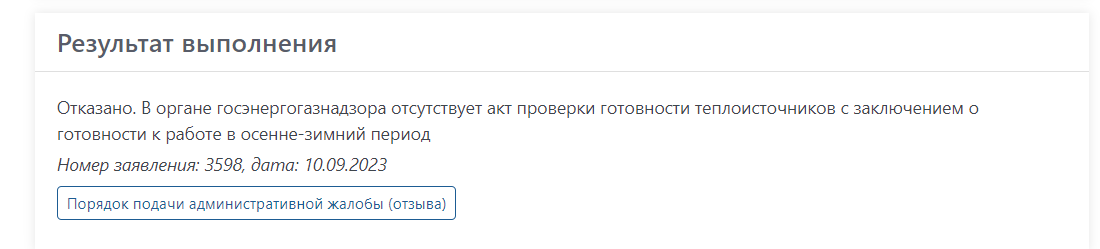 Результат выполнения
Отказано. В органе госэнергогазнадзора отсутствует акт проверки готовности теплоисточников с заключением о
готовности к работе в осенне-зимний период
Номер заявления: 3598, дата: 10.09.2023
Порядок подачи административной жалобы (отзыва)